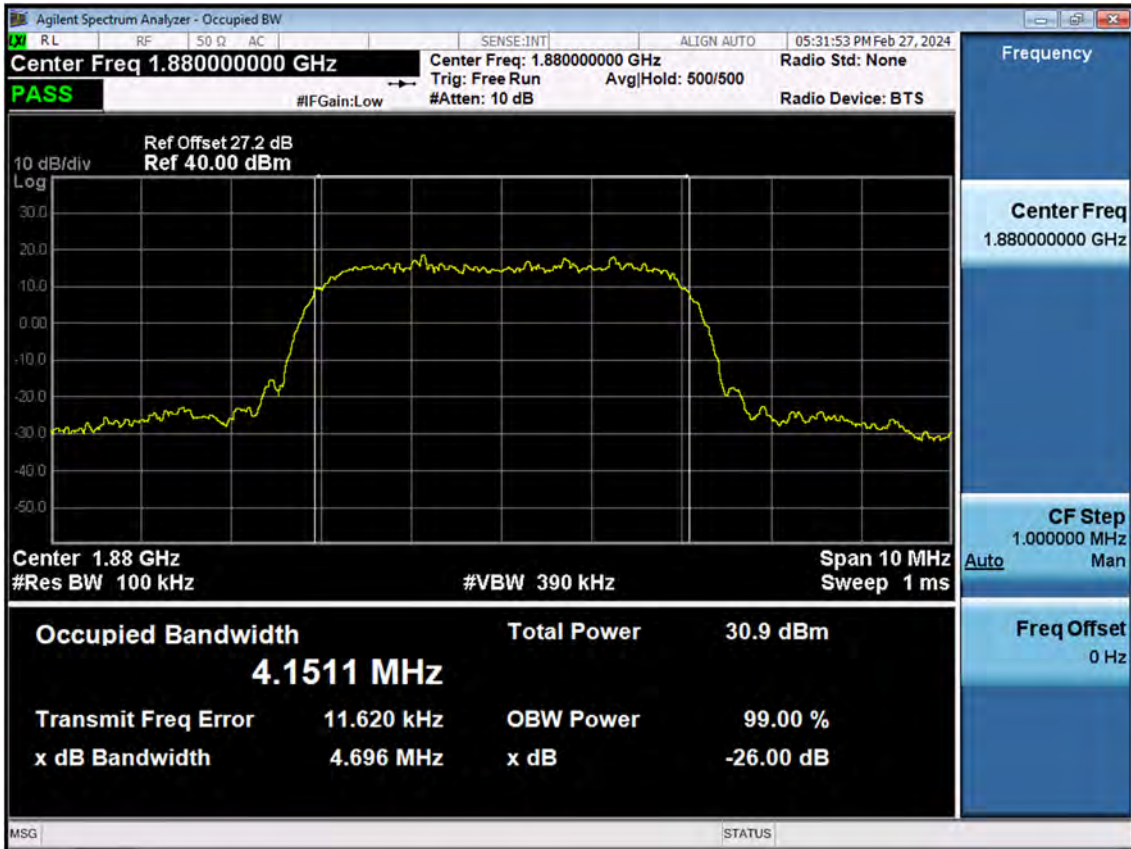 Agilent Spectrum Analyzer - Occupied BW
LXI RL RF 50 Ω AC SENSE:INT ALIGN AUTO 05:31:53 PM Feb 27, 2024
Center Freq 1.880000000 GHz
Center Freq: 1.880000000 GHz
Radio Std: None
Trig: Free Run Avg|Hold: 500/500
PASS
#IFGain:Low
#Atten: 10 dB
Radio Device: BTS
Ref Offset 27.2 dB
10 dB/div Ref 40.00 dBm
Log
30.0
20.0
10.0
0.00
-10.0
-20.0
-30.0
-40.0
-50.0
Center 1.88 GHz Span 10 MHz
#Res BW 100 kHz #VBW 390 kHz Sweep 1 ms
Occupied Bandwidth Total Power 30.9 dBm
4.1511 MHz
Transmit Freq Error 11.620 kHz OBW Power 99.00 %
x dB Bandwidth 4.696 MHz x dB -26.00 dB
Frequency
Center Freq
1.880000000 GHz
CF Step
1.000000 MHz
Auto Man
Freq Offset
0 Hz
MSG STATUS